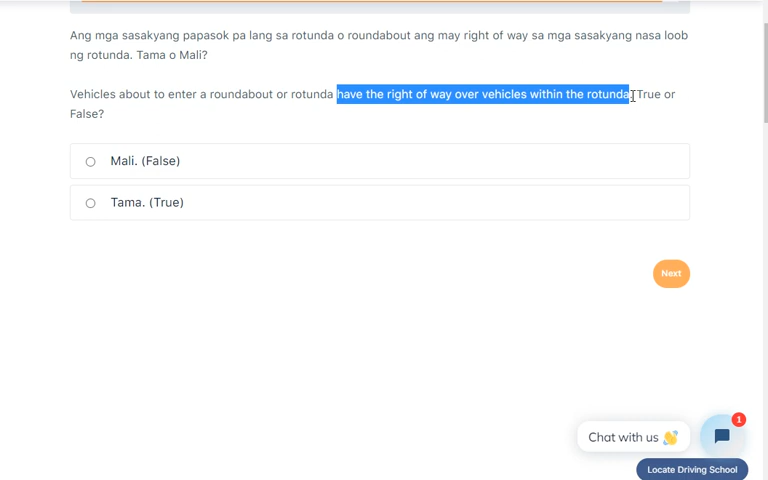 Ang mga sasakyang papasok pa lang sa rotunda o roundabout ang may right of way sa mga sasakyang nasa loob
ng rotunda. Tama o Mali?
Vehicles about to enter a roundabout or rotunda have the right of way over vehicles within the rotunda. True or
False?
Mali. (False)
Tama. (True)
Next
1
Chat with us 👋
Locate Driving School